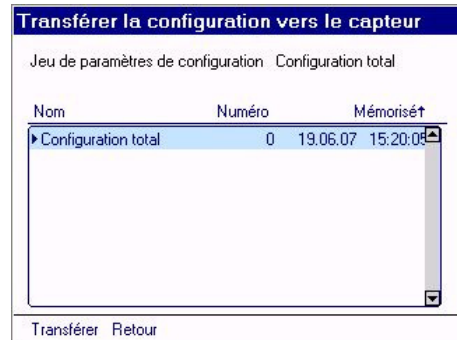 Transférer la configuration vers le capteur
Jeu de paramètres de configuration Configuration total
Nom Numéro Mémorisé↑
Configuration total 0 19.06.07 15:20:05
Transférer Retour